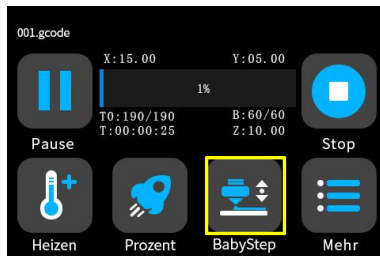 001.gcode
X:15.00 Y:05.00
1%
T0:190/190 B:60/60
T:00:00:25 Z:10.00
Pause Stop
Heizen Prozent BabyStep Mehr